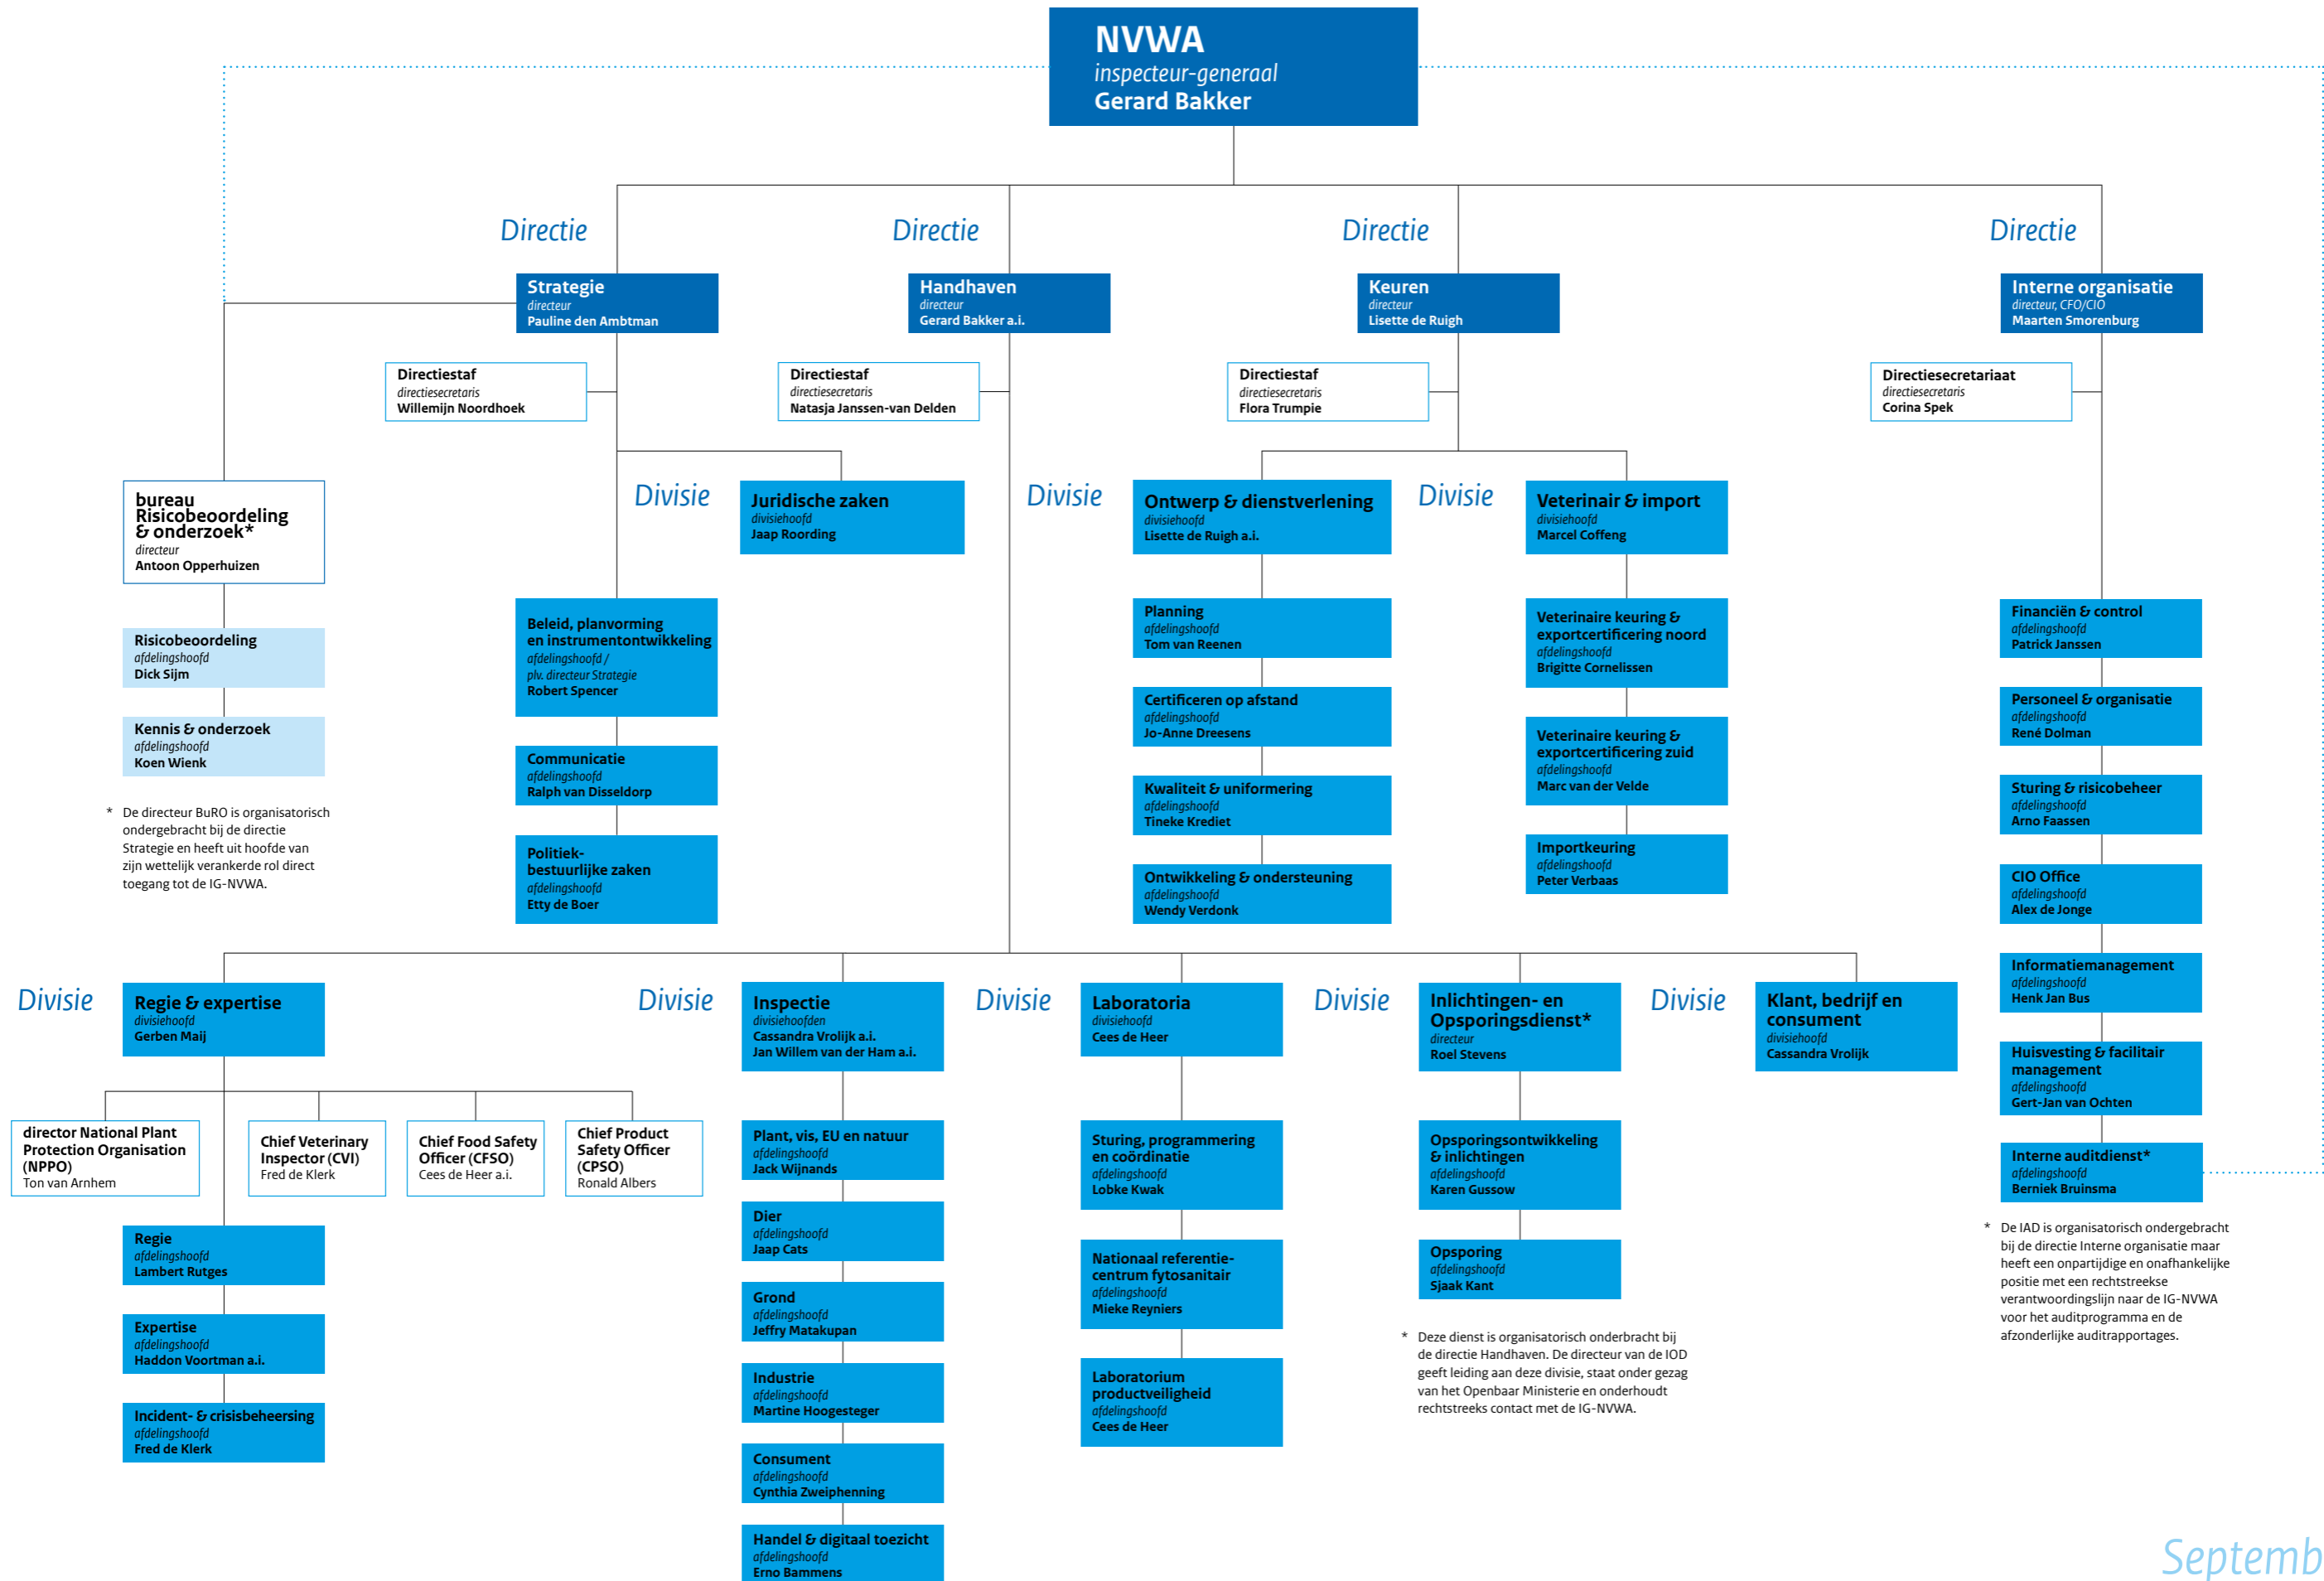 NVWA
inspecteur-generaal
Gerard Bakker
Directie
Directie
Directie
Directie
Strategie
directeur
Pauline den Ambtman
Handhaven
directeur
Gerard Bakker a.i.
Keuren
directeur
Lisette de Ruigh
Interne organisatie
directeur, CFO/CIO
Maarten Smorenburg
Directiestaf
directiesecretaris
Willemijn Noordhoek
Directiestaf
directiesecretaris
Natasja Janssen-van Delden
Directiestaf
directiesecretaris
Flora Trumpie
Directiesecretariaat
directiesecretaris
Corina Spek
bureau
Risicobeoordeling
& onderzoek*
directeur
Antoon Opperhuizen
Risicobeoordeling
afdelingshoofd
Dick Sijm
Kennis & onderzoek
afdelingshoofd
Koen Wienk
* De directeur BuRO is organisatorisch
ondergebracht bij de directie
Strategie en heeft uit hoofde van
zijn wettelijk verankerde rol direct
toegang tot de IG-NVWA.
Divisie
Juridische zaken
divisiehoofd
Jaap Roording
Beleid, planvorming
en instrumentontwikkeling
afdelingshoofd /
plv. directeur Strategie
Robert Spencer
Communicatie
afdelingshoofd
Ralph van Disseldorp
Politiek-
bestuurlijke zaken
afdelingshoofd
Etty de Boer
Divisie
Ontwerp & dienstverlening
divisiehoofd
Lisette de Ruigh a.i.
Planning
afdelingshoofd
Tom van Reenen
Certificeren op afstand
afdelingshoofd
Jo-Anne Dreesens
Kwaliteit & uniformering
afdelingshoofd
Tineke Krediet
Ontwikkeling & ondersteuning
afdelingshoofd
Wendy Verdonk
Divisie
Veterinair & import
divisiehoofd
Marcel Coffeng
Veterinaire keuring &
exportcertificering noord
afdelingshoofd
Brigitte Cornelissen
Veterinaire keuring &
exportcertificering zuid
afdelingshoofd
Marc van der Velde
Importkeuring
afdelingshoofd
Peter Verbaas
Financiën & control
afdelingshoofd
Patrick Janssen
Personeel & organisatie
afdelingshoofd
René Dolman
Sturing & risicobeheer
afdelingshoofd
Arno Faassen
CIO Office
afdelingshoofd
Alex de Jonge
Informatiemanagement
afdelingshoofd
Henk Jan Bus
Huisvesting & facilitair
management
afdelingshoofd
Gert-Jan van Ochten
Interne auditdienst*
afdelingshoofd
Berniek Bruinsma
* De IAD is organisatorisch ondergebracht
bij de directie Interne organisatie maar
heeft een onpartijdige en onafhankelijke
positie met een rechtstreekse
verantwoordingslijn naar de IG-NVWA
voor het auditprogramma en de
afzonderlijke auditrapportages.
Divisie
Regie & expertise
divisiehoofd
Gerben Maij
director National Plant
Protection Organisation
(NPPO)
Ton van Arnhem
Chief Veterinary
Inspector (CVI)
Fred de Klerk
Chief Food Safety
Officer (CFSO)
Cees de Heer a.i.
Chief Product
Safety Officer
(CPSO)
Ronald Albers
Regie
afdelingshoofd
Lambert Rutges
Expertise
afdelingshoofd
Haddon Voortman a.i.
Incident- & crisisbeheersing
afdelingshoofd
Fred de Klerk
Divisie
Inspectie
divisiehoofden
Cassandra Vrolijk a.i.
Jan Willem van der Ham a.i.
Plant, vis, EU en natuur
afdelingshoofd
Jack Wijnands
Dier
afdelingshoofd
Jaap Cats
Grond
afdelingshoofd
Jeffry Matakupan
Industrie
afdelingshoofd
Martine Hoogesteger
Consument
afdelingshoofd
Cynthia Zweiphenning
Handel & digitaal toezicht
afdelingshoofd
Erno Bammens
Divisie
Laboratoria
divisiehoofd
Cees de Heer
Sturing, programmering
en coördinatie
afdelingshoofd
Lobke Kwak
Nationaal referentie-
centrum fytosanitair
afdelingshoofd
Mieke Reyniers
Laboratorium
productveiligheid
afdelingshoofd
Cees de Heer
Divisie
Inlichtingen- en
Opsporingsdienst*
directeur
Roel Stevens
Opsporingsontwikkeling
& inlichtingen
afdelingshoofd
Karen Gussow
Opsporing
afdelingshoofd
Sjaak Kant
* Deze dienst is organisatorisch onderbracht bij
de directie Handhaven. De directeur van de IOD
geeft leiding aan deze divisie, staat onder gezag
van het Openbaar Ministerie en onderhoudt
rechtstreeks contact met de IG-NVWA.
Divisie
Klant, bedrijf en
consument
divisiehoofd
Cassandra Vrolijk
Septemb